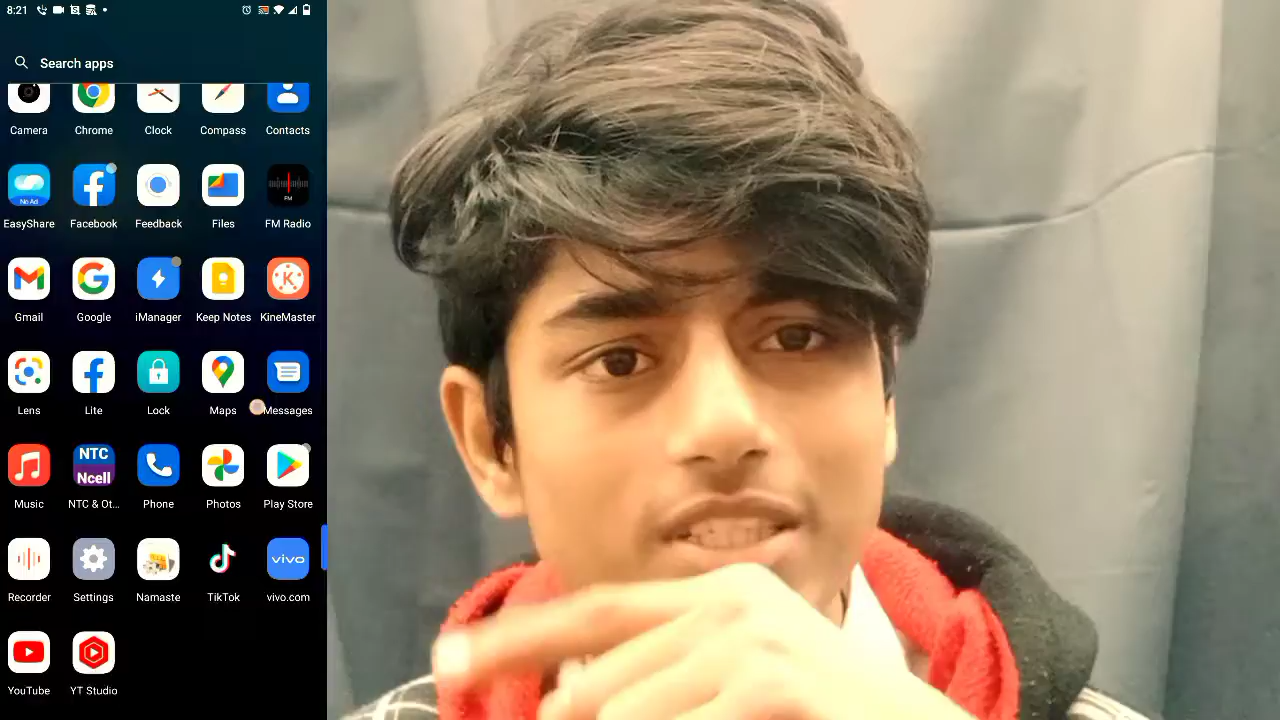 8:21
Search apps
Camera Chrome Clock Compass Contacts
No Ad
FM
EasyShare Facebook Feedback Files FM Radio
Gmail Google iManager Keep Notes KineMaster
Lens Lite Lock Maps Messages
NTC
Ncell
Music NTC & Ot... Phone Photos Play Store
vivo
Recorder Settings Namaste TikTok vivo.com
YouTube YT Studio